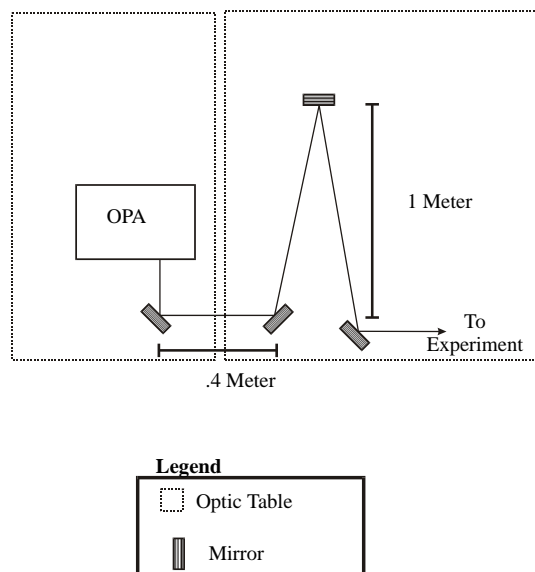 OPA
1 Meter
To
Experiment
.4 Meter
Legend
Optic Table
Mirror